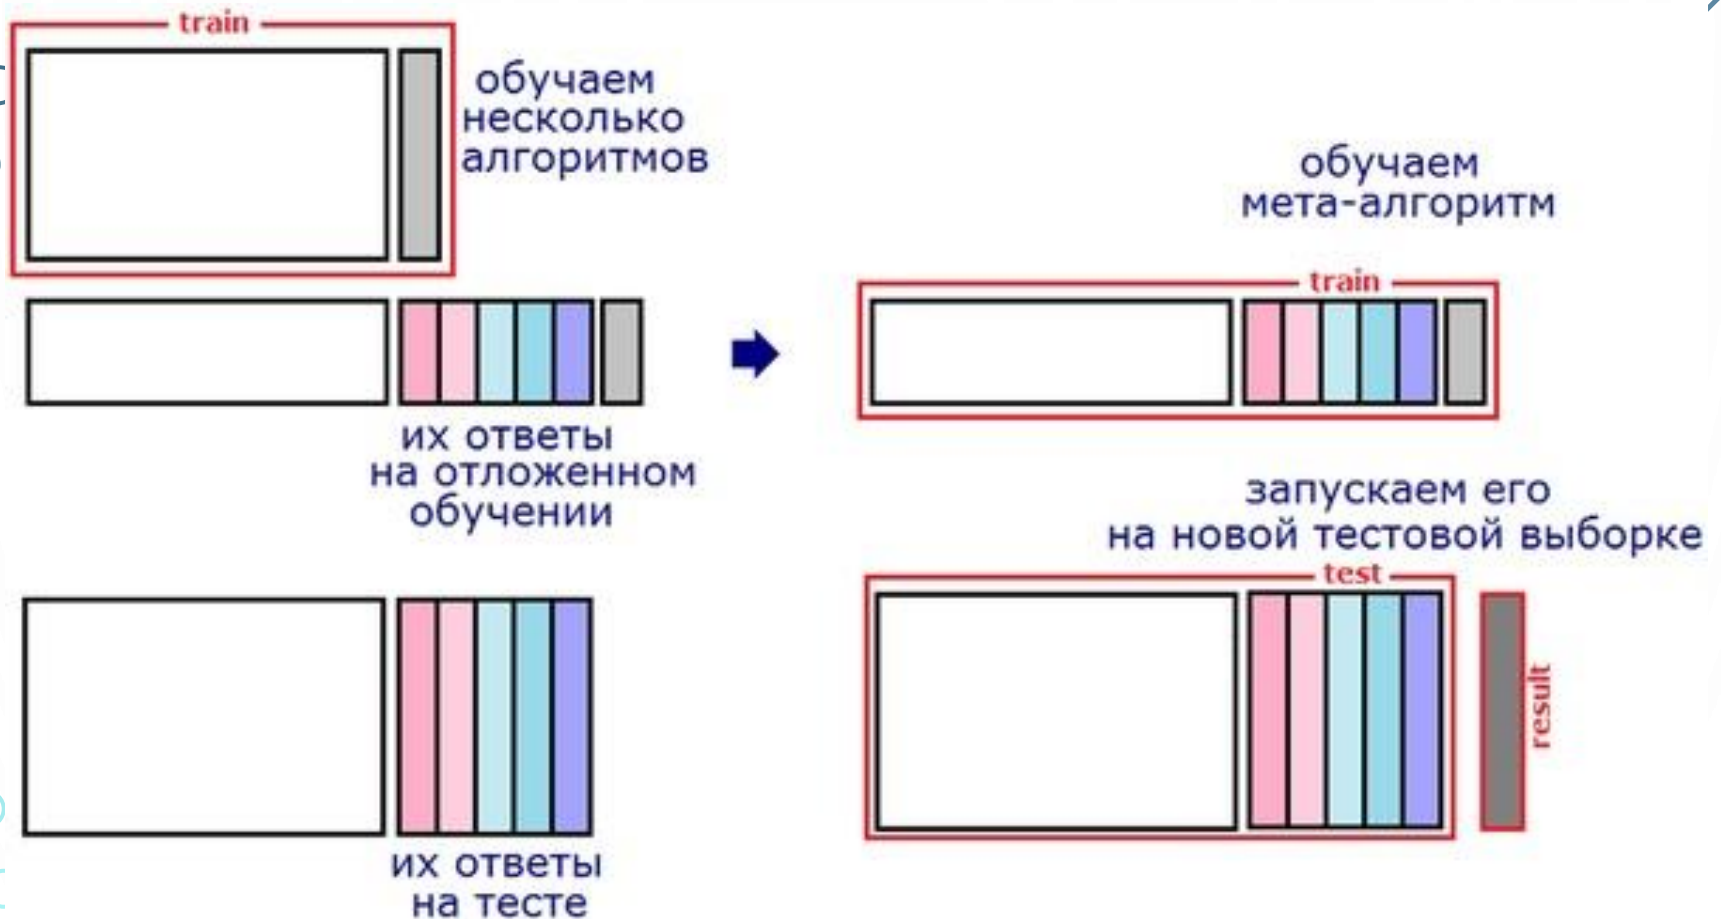 train
обучаем
несколько
алгоритмов
их ответы
на отложенном
обучении
их ответы
на тесте
обучаем
мета-алгоритм
train
запускаем его
на новой тестовой выборке
test
result